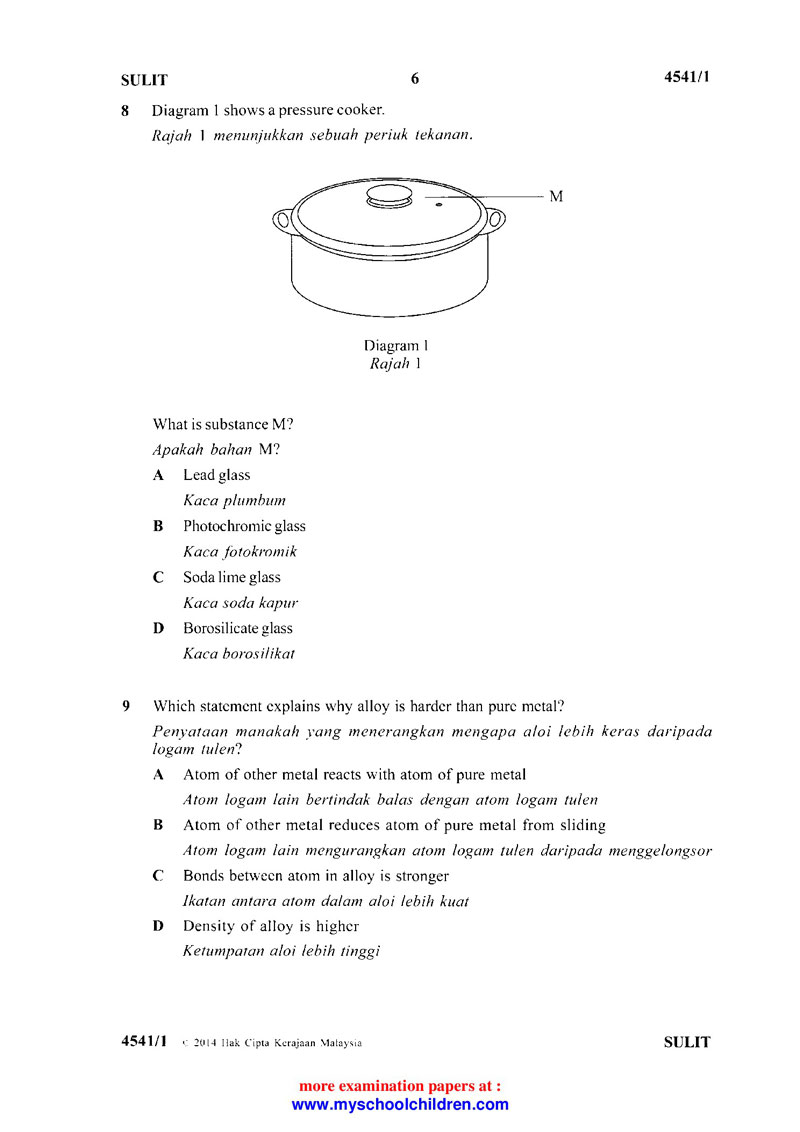 SULIT 6 4541/1
8 Diagram 1 shows a pressure cooker.
Rajah 1 menunjukkan sebuah periuk tekanan.
M
Diagram 1
Rajah 1
What is substance M?
Apakah bahan M?
A Lead glass
Kaca plumbum
B Photochromic glass
Kaca fotokromik
C Soda lime glass
Kaca soda kapur
D Borosilicate glass
Kaca borosilikat
9 Which statement explains why alloy is harder than pure metal?
Penyataan manakah yang menerangkan mengapa aloi lebih keras daripada
logam tulen?
A Atom of other metal reacts with atom of pure metal
Atom logam lain bertindak balas dengan atom logam tulen
B Atom of other metal reduces atom of pure metal from sliding
Atom logam lain mengurangkan atom logam tulen daripada menggelongsor
C Bonds between atom in alloy is stronger
Ikatan antara atom dalam aloi lebih kuat
D Density of alloy is higher
Ketumpatan aloi lebih tinggi
4541/1 © 2014 Hak Cipta Kerajaan Malaysia SULIT
more examination papers at :
www.myschoolchildren.com